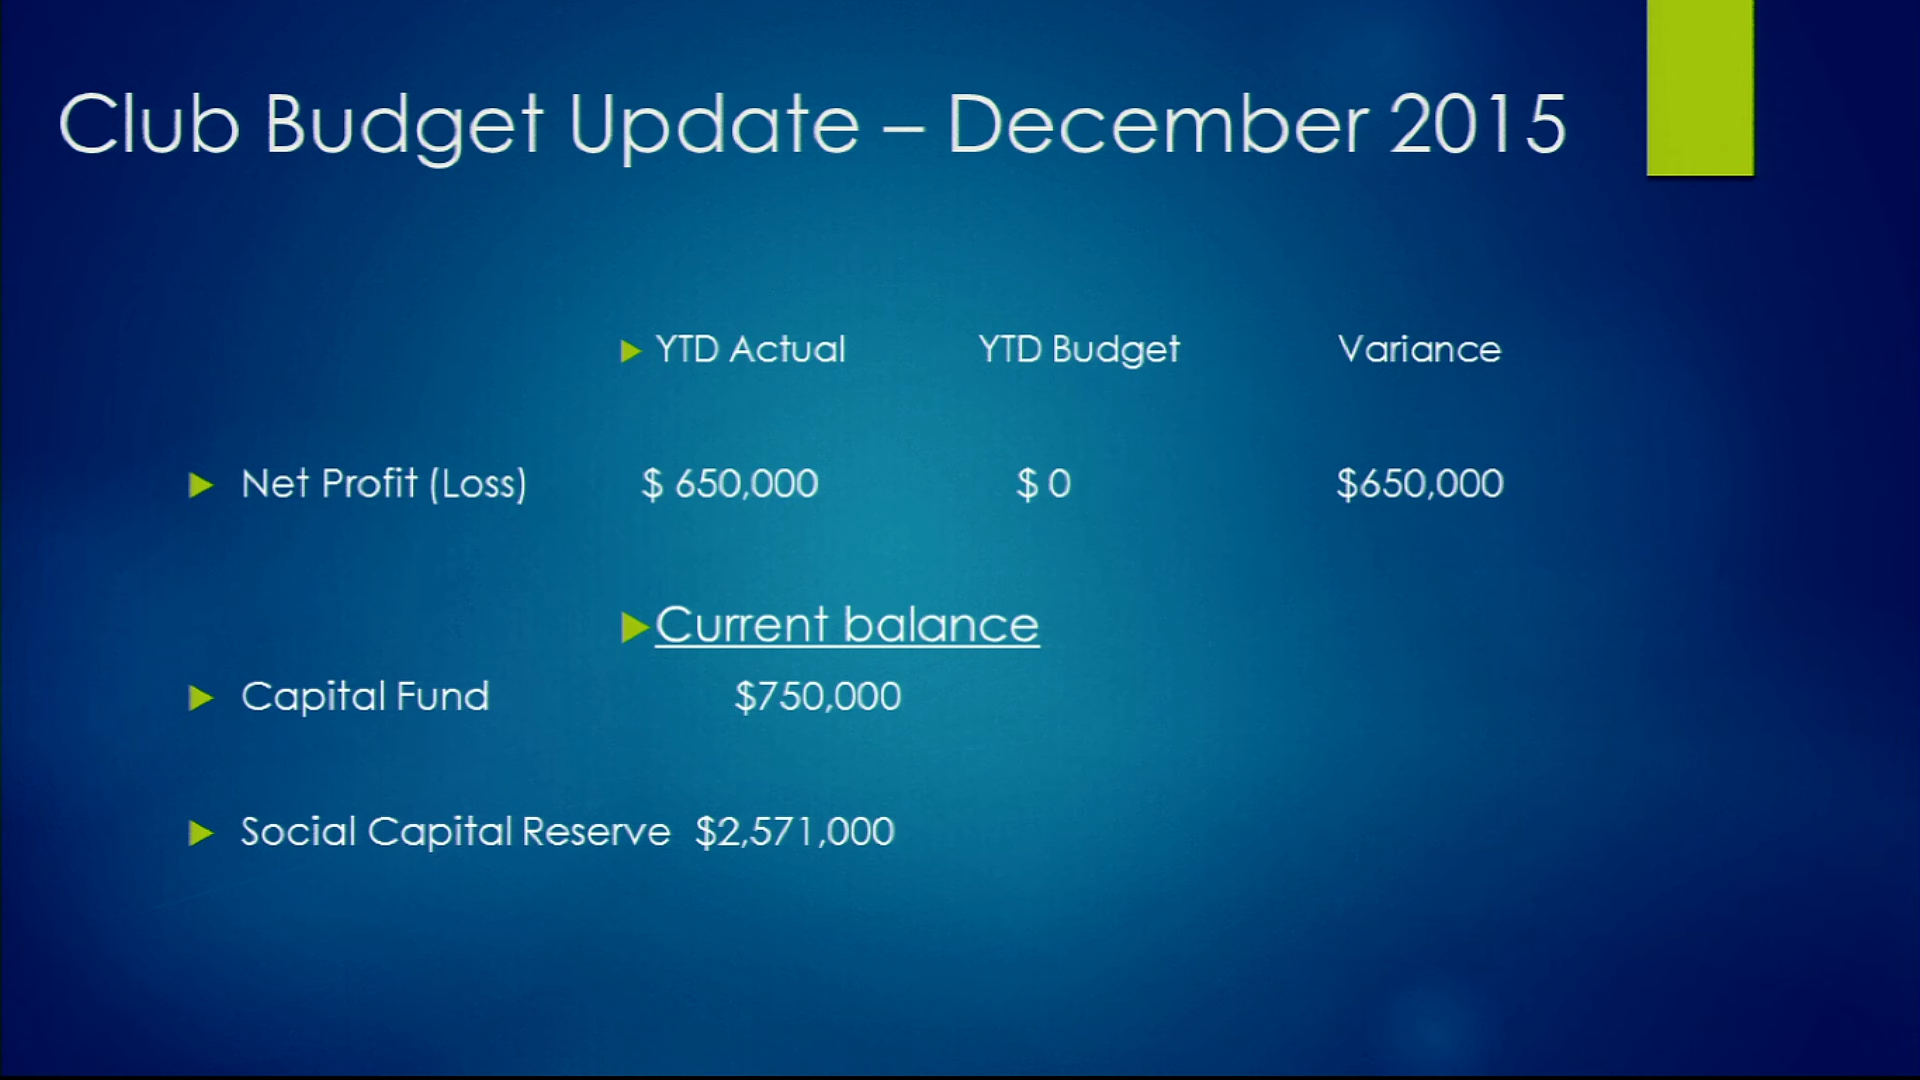 Club Budget Update – December 2015
YTD Actual YTD Budget Variance
Net Profit (Loss) $ 650,000 $ 0 $650,000
Current balance
Capital Fund $750,000
Social Capital Reserve $2,571,000